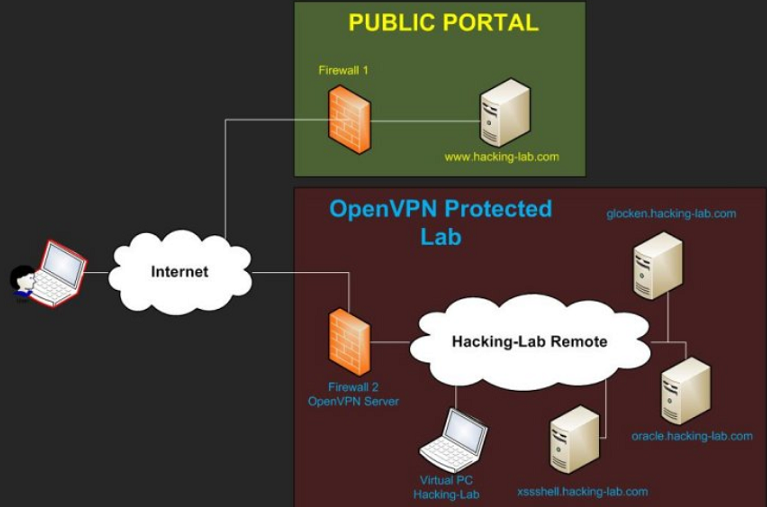 PUBLIC PORTAL
Firewall 1
www.hacking-lab.com
OpenVPN Protected
Lab
glocken.hacking-lab.com
Internet
Hacking-Lab Remote
Firewall 2
OpenVPN Server
oracle.hacking-lab.com
Virtual PC
Hacking-Lab
xssshell.hacking-lab.com